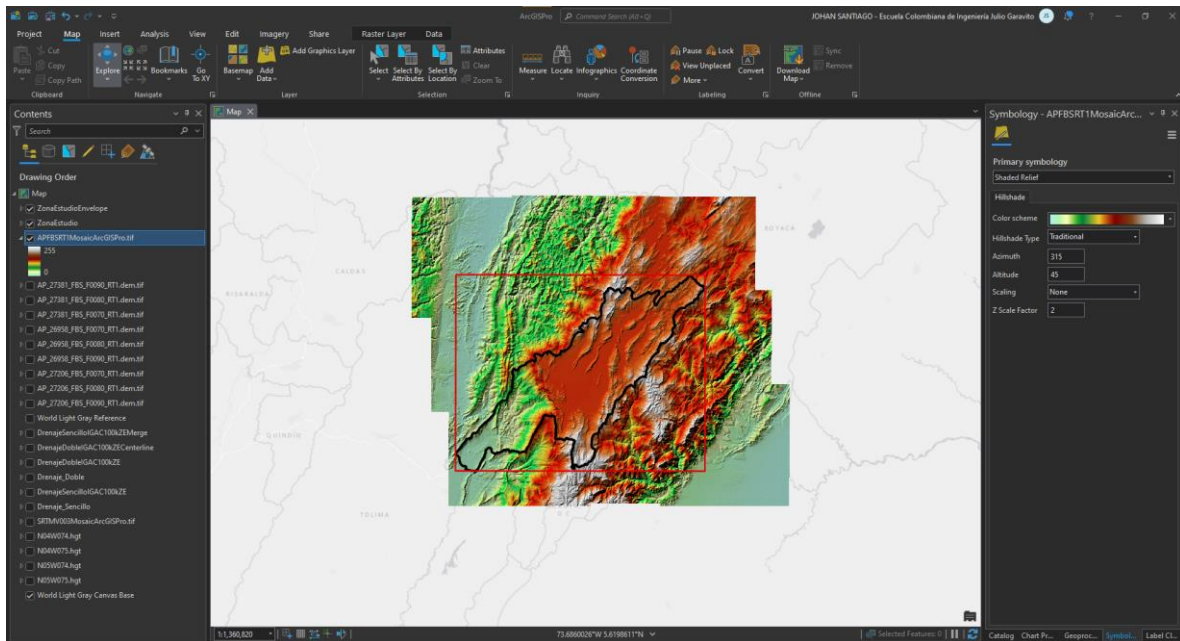 ArcGISPro
Command Search (Alt+Q)
JOHAN SANTIAGO - Escuela Colombiana de Ingeniería Julio Garavito
Project Map Insert Analysis View Edit Imagery Share Raster Layer Data
Paste
Cut
Copy
Copy Path
Explore
Bookmarks
Go To XY
Basemap
Add Data
Add Graphics Layer
Select
Select By Attributes
Select By Location
Attributes
Clear
Zoom To
Measure
Locate
Infographics
Coordinate Conversion
Pause
Lock
View Unplaced
More
Convert
Download Map
Sync
Remove
Clipboard Navigate Layer Selection Inquiry Labeling Offline
Contents
Search
Drawing Order
Map
ZonaEstudioEnvelope
ZonaEstudio
APFBSRT1MosaicArcGISPro.tif
255
0
AP_27381_FBS_F0090_RT1.dem.tif
AP_27381_FBS_F0080_RT1.dem.tif
AP_27381_FBS_F0070_RT1.dem.tif
AP_26958_FBS_F0070_RT1.dem.tif
AP_26958_FBS_F0080_RT1.dem.tif
AP_26958_FBS_F0090_RT1.dem.tif
AP_27206_FBS_F0070_RT1.dem.tif
AP_27206_FBS_F0080_RT1.dem.tif
AP_27206_FBS_F0090_RT1.dem.tif
World Light Gray Reference
DrenajeSencilloIGAC100kZEMerge
DrenajeDobleIGAC100kZECenterline
DrenajeDobleIGAC100kZE
Drenaje_Doble
DrenajeSencilloIGAC100kZE
Drenaje_Sencillo
SRTMV003MosaicArcGISPro.tif
N04W074.hgt
N04W075.hgt
N05W074.hgt
N05W075.hgt
World Light Gray Canvas Base
Map
BOYACÁ
CALDAS
RISARALDA
QUINDÍO
TOLIMA
1:1,360,820
73.6860026°W 5.6198611°N
Selected Features: 0
Symbology - APFBSRT1MosaicArc...
Primary symbology
Shaded Relief
Hillshade
Color scheme
Hillshade Type Traditional
Azimuth 315
Altitude 45
Scaling None
Z Scale Factor 2
Catalog Chart Pr... Geoproc... Symbol... Label Cl...